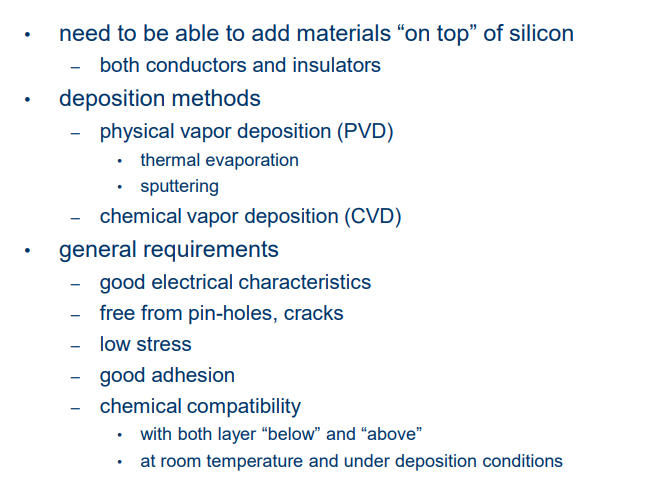 • need to be able to add materials “on top” of silicon
– both conductors and insulators
• deposition methods
– physical vapor deposition (PVD)
• thermal evaporation
• sputtering
– chemical vapor deposition (CVD)
• general requirements
– good electrical characteristics
– free from pin-holes, cracks
– low stress
– good adhesion
– chemical compatibility
• with both layer “below” and “above”
• at room temperature and under deposition conditions